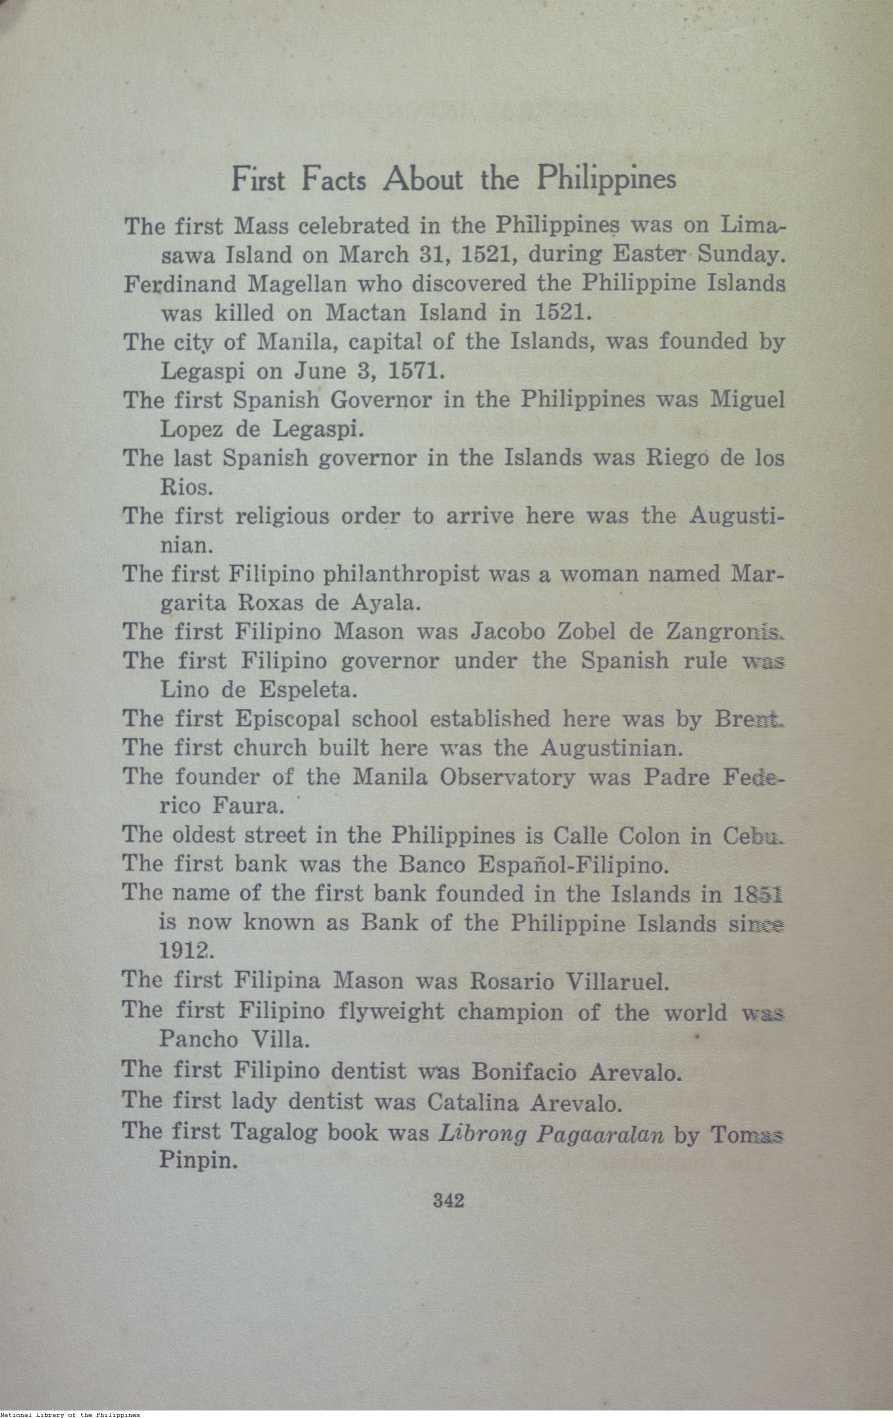 First Facts About the Philippines
The first Mass celebrated in the Philippines was on Lima-
sawa Island on March 31, 1521, during Easter Sunday.
Ferdinand Magellan who discovered the Philippine Islands
was killed on Mactan Island in 1521.
The city of Manila, capital of the Islands, was founded by
Legaspi on June 3, 1571.
The first Spanish Governor in the Philippines was Miguel
Lopez de Legaspi.
The last Spanish governor in the Islands was Riego de los
Rios.
The first religious order to arrive here was the Augusti-
nian.
The first Filipino philanthropist was a woman named Mar-
garita Roxas de Ayala.
The first Filipino Mason was Jacobo Zobel de Zangronis.
The first Filipino governor under the Spanish rule was
Lino de Espeleta.
The first Episcopal school established here was by Brent.
The first church built here was the Augustinian.
The founder of the Manila Observatory was Padre Fede-
rico Faura.
The oldest street in the Philippines is Calle Colon in Cebu.
The first bank was the Banco Español-Filipino.
The name of the first bank founded in the Islands in 1851
is now known as Bank of the Philippine Islands since
1912.
The first Filipina Mason was Rosario Villaruel.
The first Filipino flyweight champion of the world was
Pancho Villa.
The first Filipino dentist was Bonifacio Arevalo.
The first lady dentist was Catalina Arevalo.
The first Tagalog book was Librong Pagaaralan by Tomas
Pinpin.
342
National Library of the Philippines